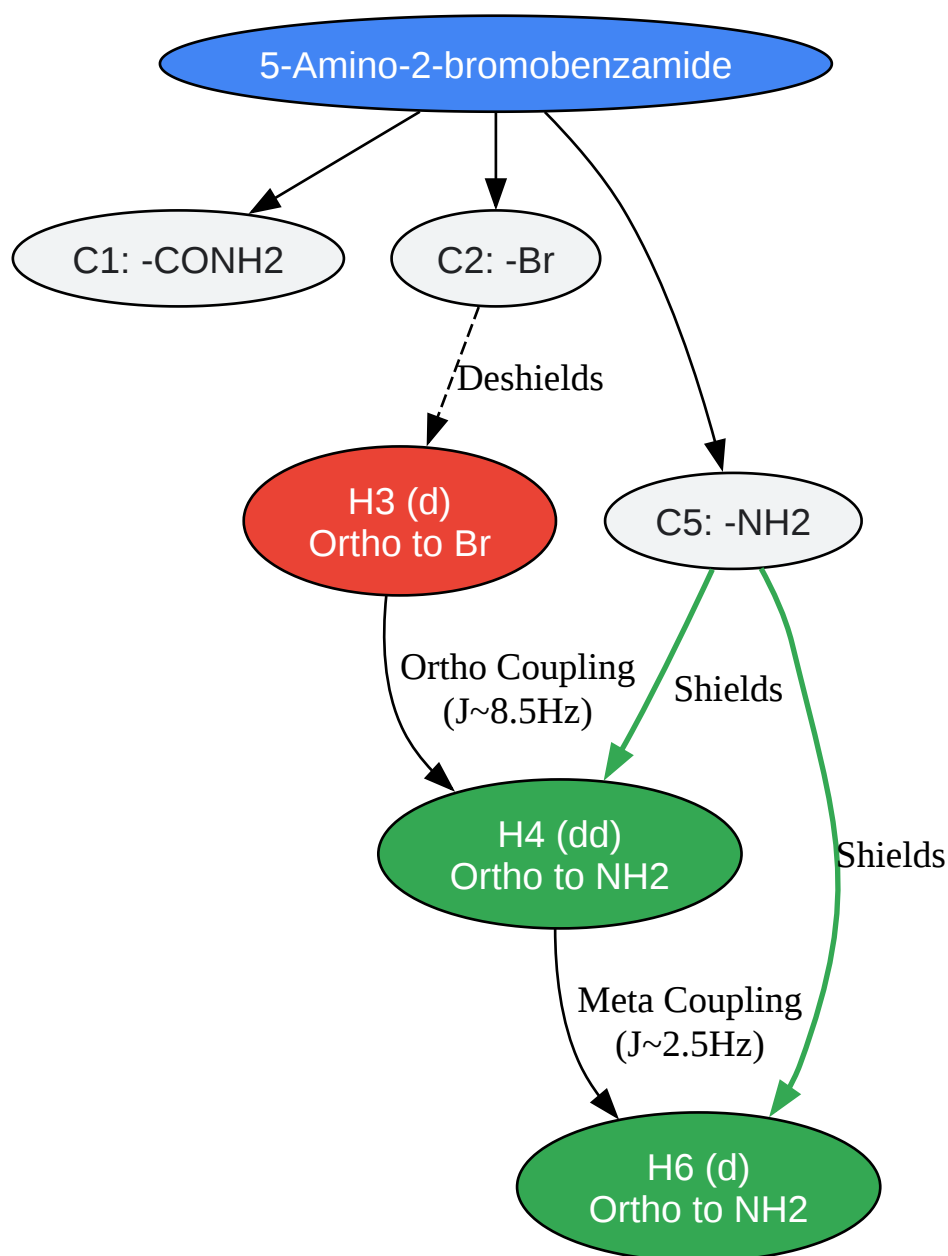 5-Amino-2-bromobenzamide
C1: -CONH2
C2: -Br
Deshields
H3 (d)
Ortho to Br
C5: -NH2
Ortho Coupling
(J~8.5Hz)
Shields
H4 (dd)
Ortho to NH2
Shields
Meta Coupling
(J~2.5Hz)
H6 (d)
Ortho to NH2